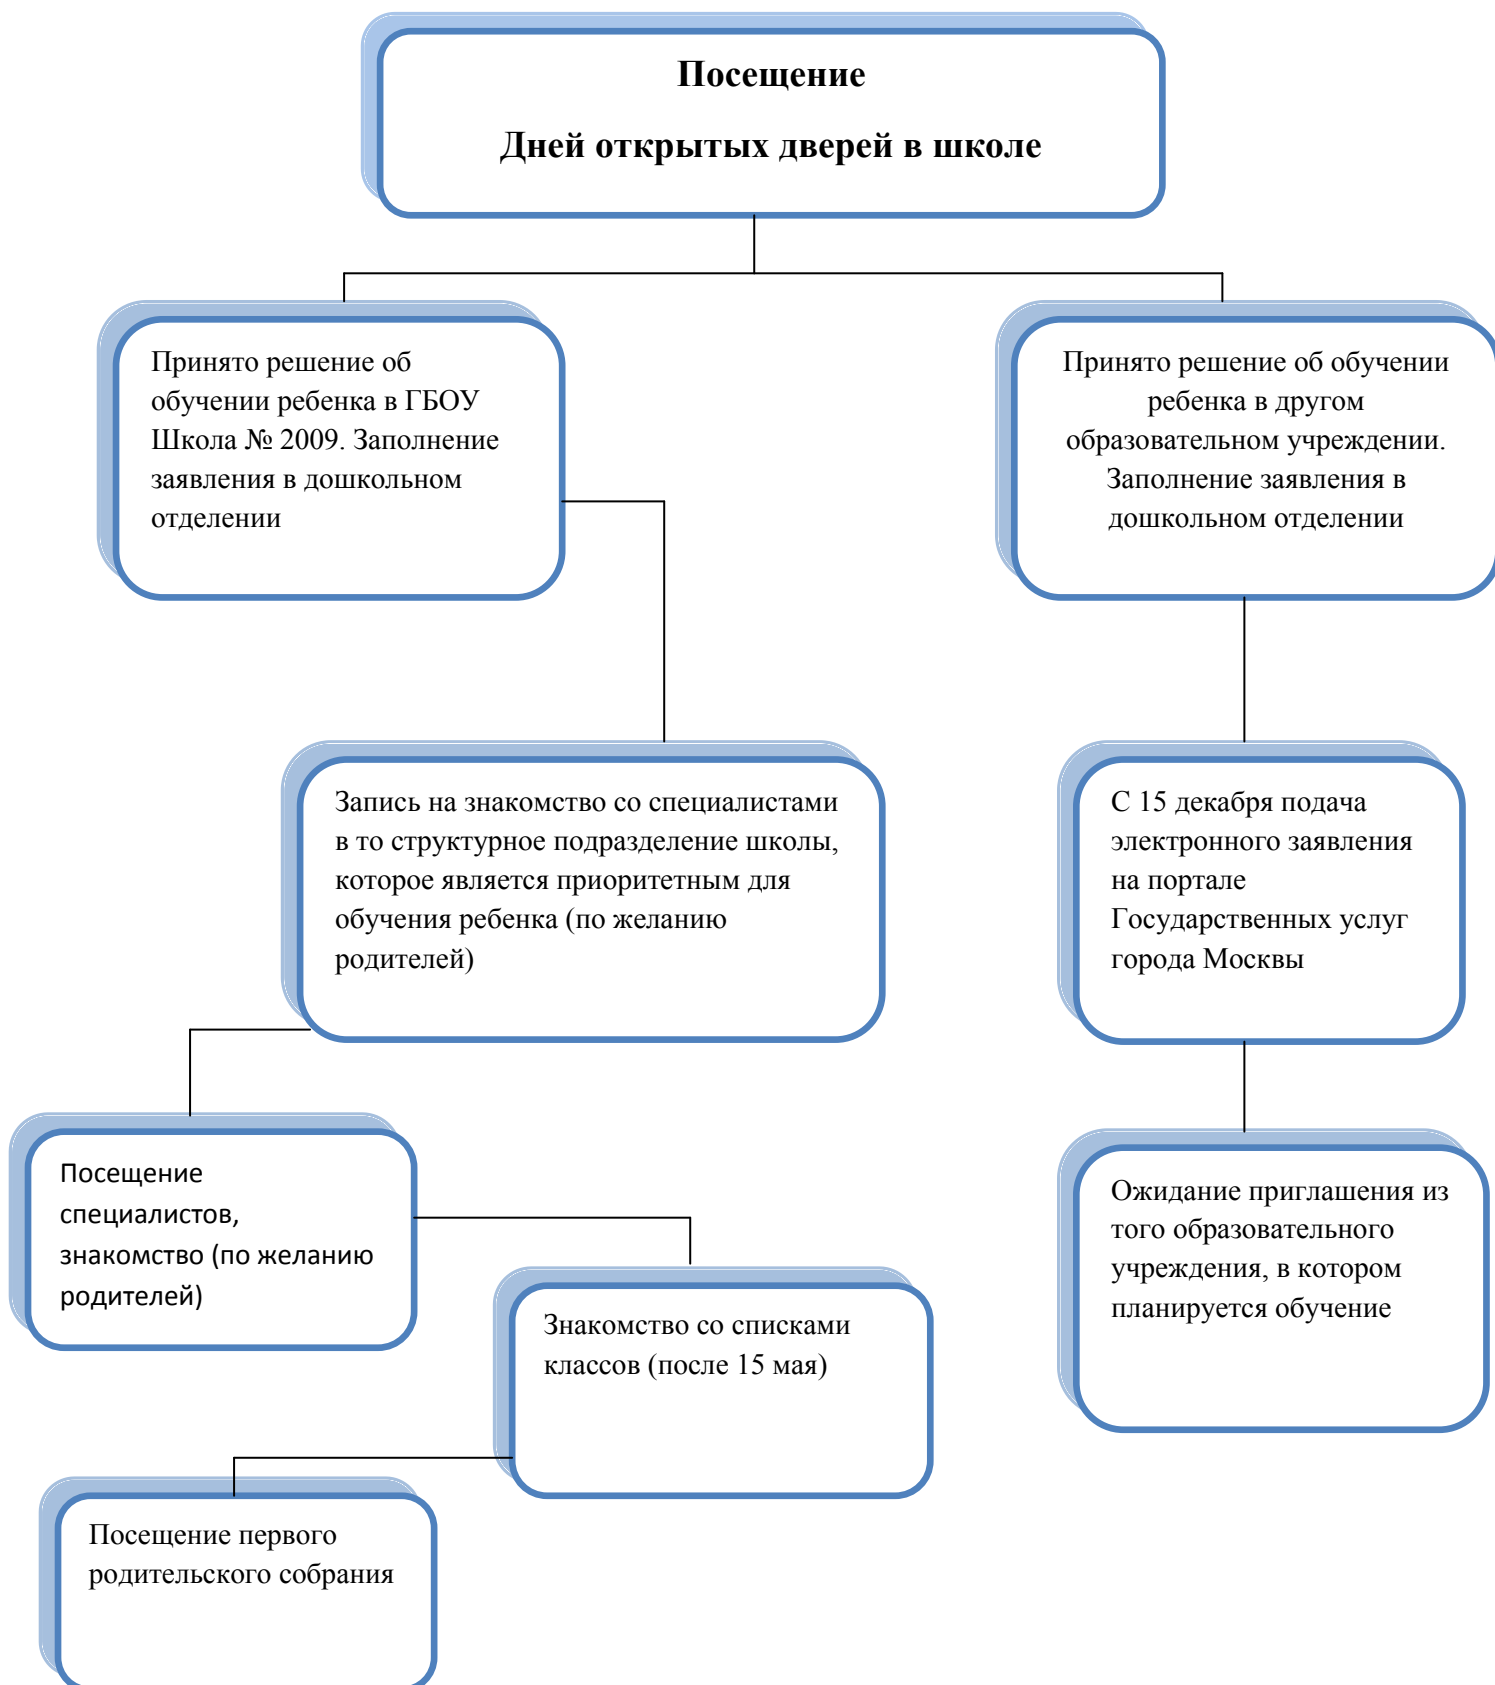 Посещение
Дней открытых дверей в школе
Принято решение об
обучении ребенка в ГБОУ
Школа № 2009. Заполнение
заявления в дошкольном
отделении
Принято решение об обучении
ребенка в другом
образовательном учреждении.
Заполнение заявления в
дошкольном отделении
Запись на знакомство со специалистами
в то структурное подразделение школы,
которое является приоритетным для
обучения ребенка (по желанию
родителей)
С 15 декабря подача
электронного заявления
на портале
Государственных услуг
города Москвы
Посещение
специалистов,
знакомство (по желанию
родителей)
Ожидание приглашения из
того образовательного
учреждения, в котором
планируется обучение
Знакомство со списками
классов (после 15 мая)
Посещение первого
родительского собрания